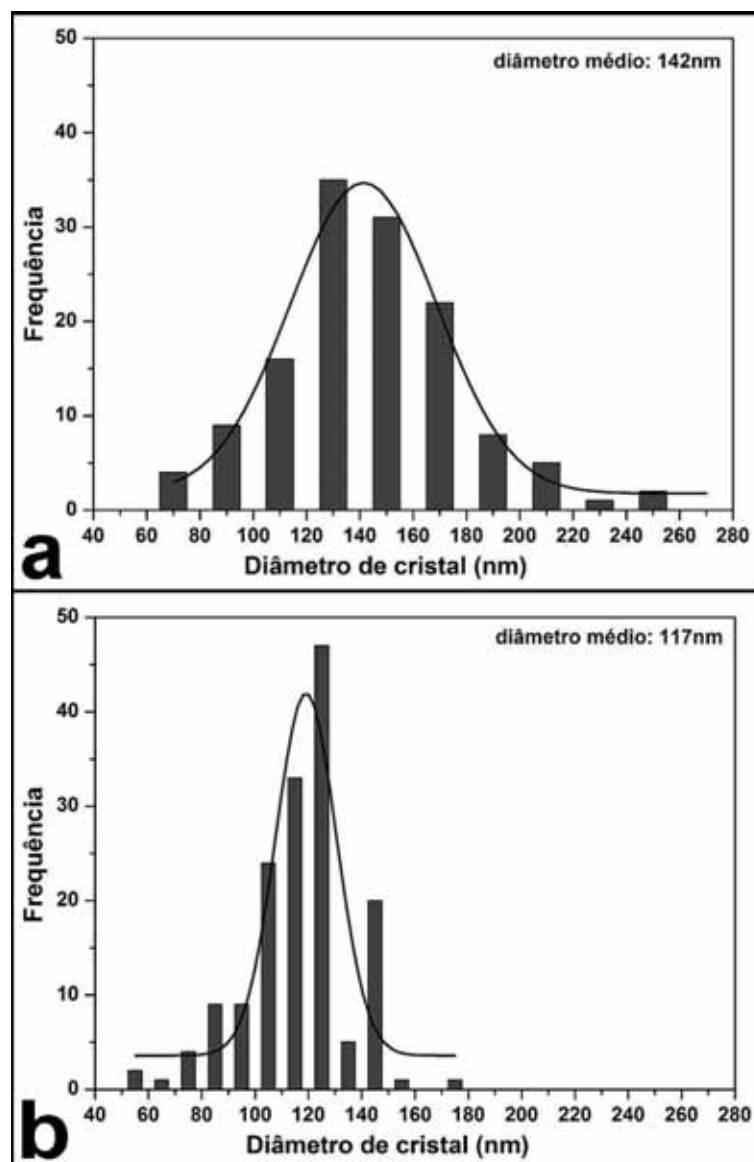 50
diâmetro médio: 142nm
40
30
20
10
0
Frequência
40 60 80 100 120 140 160 180 200 220 240 260 280
Diâmetro de cristal (nm)
a
50
diâmetro médio: 117nm
40
30
20
10
0
Frequência
40 60 80 100 120 140 160 180 200 220 240 260 280
Diâmetro de cristal (nm)
b